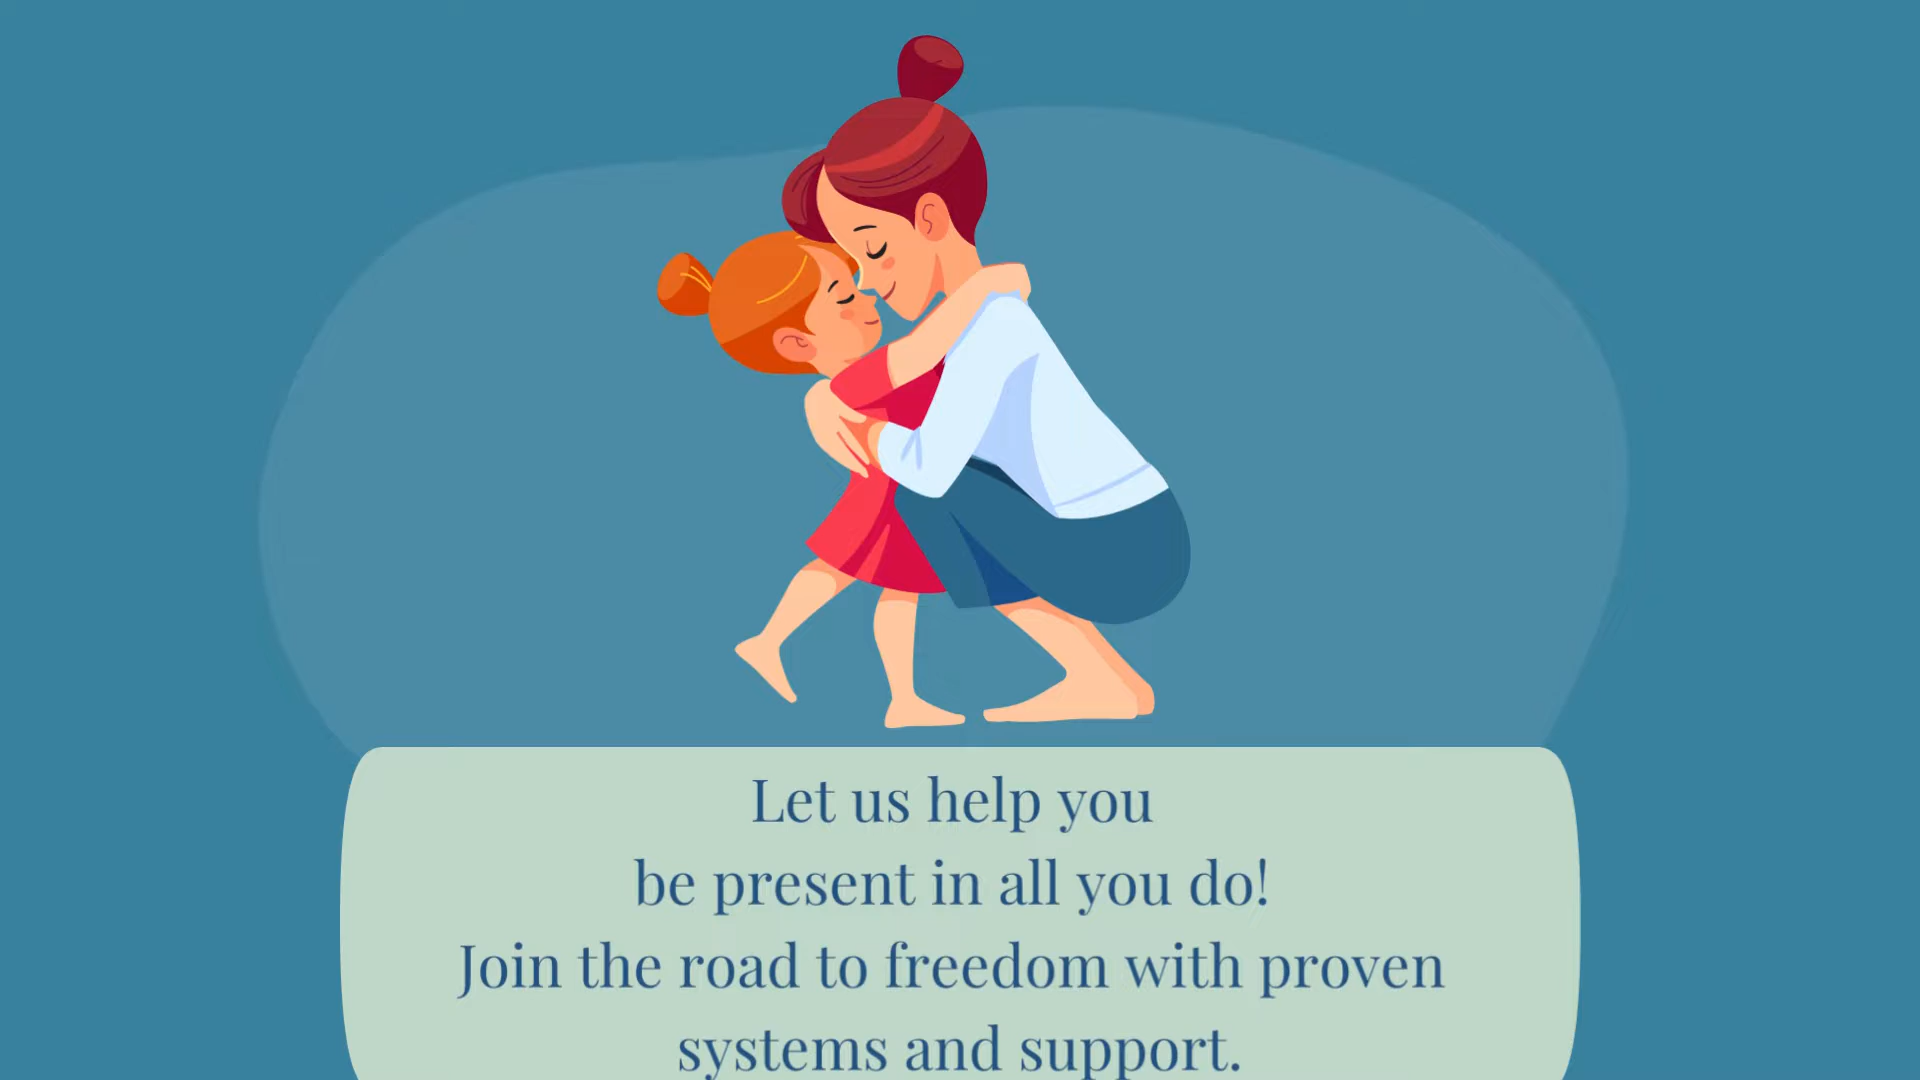 Let us help you
be present in all you do!
Join the road to freedom with proven
systems and support.